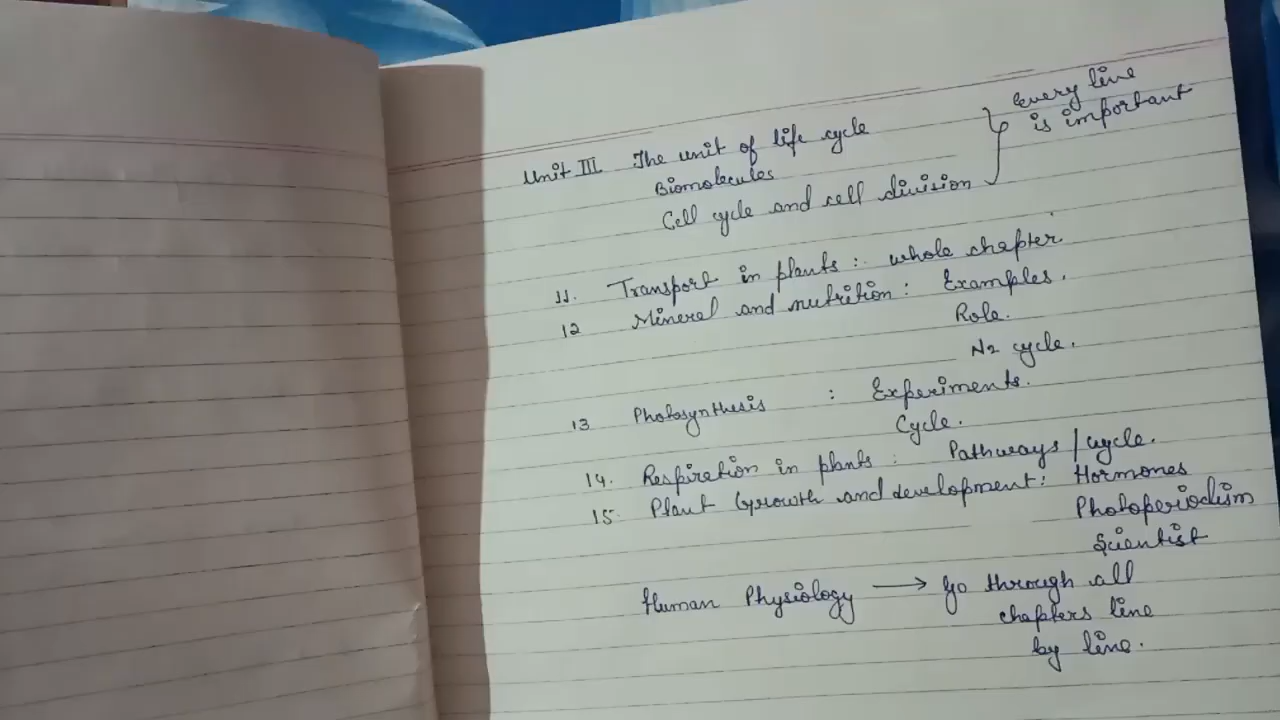 Unit III The unit of life cycle
Biomolecules
Cell cycle and cell division
Every line
is important
11. Transport in plants : whole chapter
12 Mineral and nutrition : Examples.
Role.
N2 cycle.
13 Photosynthesis : Experiments.
Cycle.
14. Respiration in plants : Pathways / cycle.
15. Plant Growth and development : Hormones
Photoperiodism
Scientist
Human Physiology → Go through all
chapters line
by line.